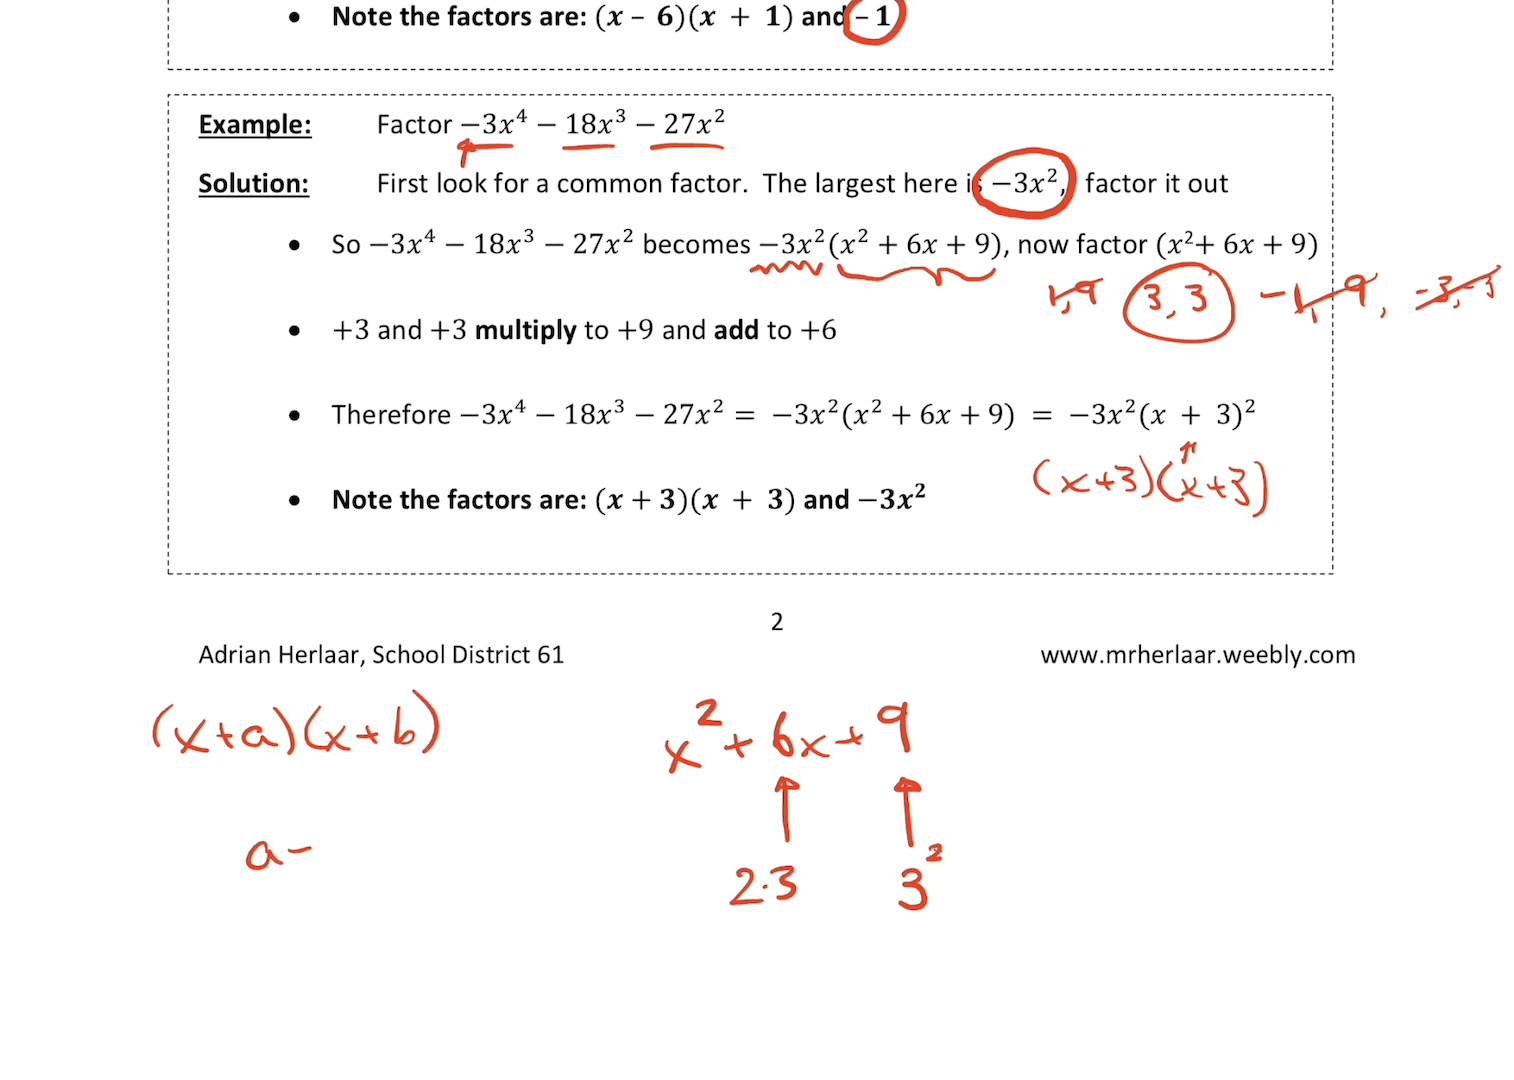 • Note the factors are: (x – 6)(x + 1) and – 1
Example: Factor −3x⁴ − 18x³ − 27x²
Solution: First look for a common factor. The largest here is −3x², factor it out
• So −3x⁴ − 18x³ − 27x² becomes −3x²(x² + 6x + 9), now factor (x²+ 6x + 9)
1, 9 3, 3 −1, −9, −3, −3
• +3 and +3 multiply to +9 and add to +6
• Therefore −3x⁴ − 18x³ − 27x² = −3x²(x² + 6x + 9) = −3x²(x + 3)²
(x+3)(x+3)
• Note the factors are: (x + 3)(x + 3) and −3x²
2
Adrian Herlaar, School District 61 www.mrherlaar.weebly.com
(x+a)(x+b) x² + 6x + 9
a−
2·3 3²